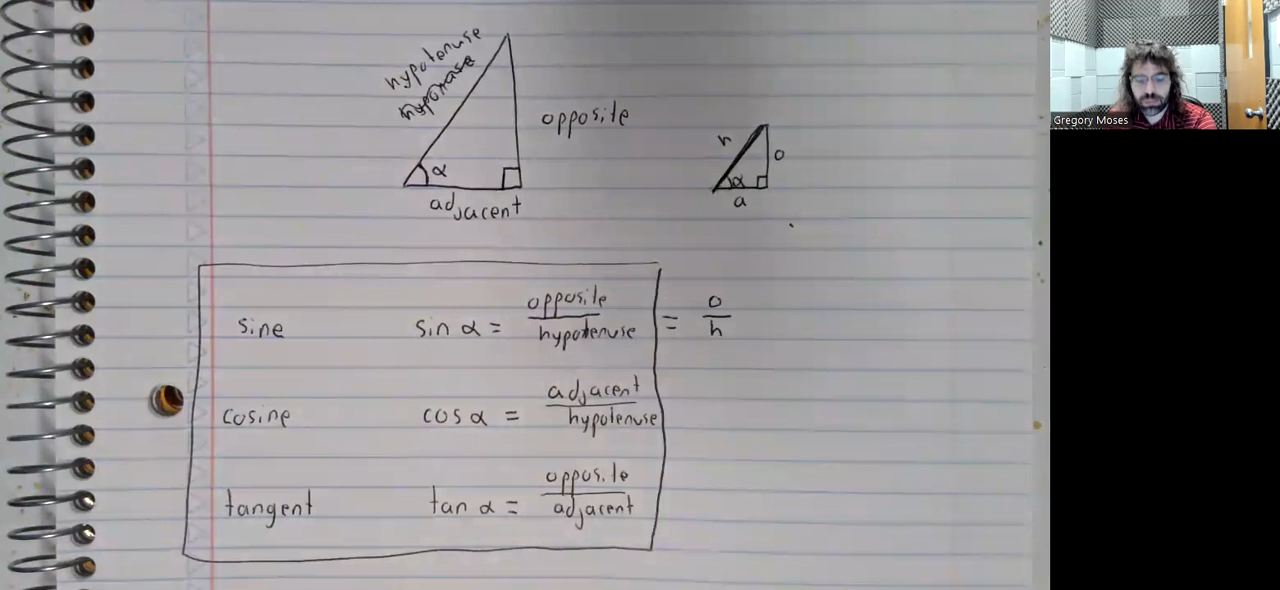 hypotenuse
opposite
α
adjacent
h
o
α
a
sine sin α = opposite / hypotenuse = o / h
cosine cos α = adjacent / hypotenuse
tangent tan α = opposite / adjacent
Gregory Moses